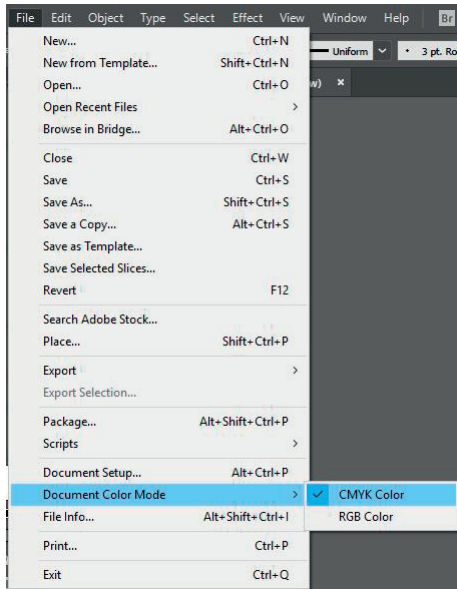 File Edit Object Type Select Effect View Window Help Br
New... Ctrl+N
Uniform 3 pt. Ro
New from Template... Shift+Ctrl+N
Open... Ctrl+O
w) ×
Open Recent Files >
Browse in Bridge... Alt+Ctrl+O
Close Ctrl+W
Save Ctrl+S
Save As... Shift+Ctrl+S
Save a Copy... Alt+Ctrl+S
Save as Template...
Save Selected Slices...
Revert F12
Search Adobe Stock...
Place... Shift+Ctrl+P
Export >
Export Selection...
Package... Alt+Shift+Ctrl+P
Scripts >
Document Setup... Alt+Ctrl+P
Document Color Mode > ✓ CMYK Color
File Info... Alt+Shift+Ctrl+I RGB Color
Print... Ctrl+P
Exit Ctrl+Q